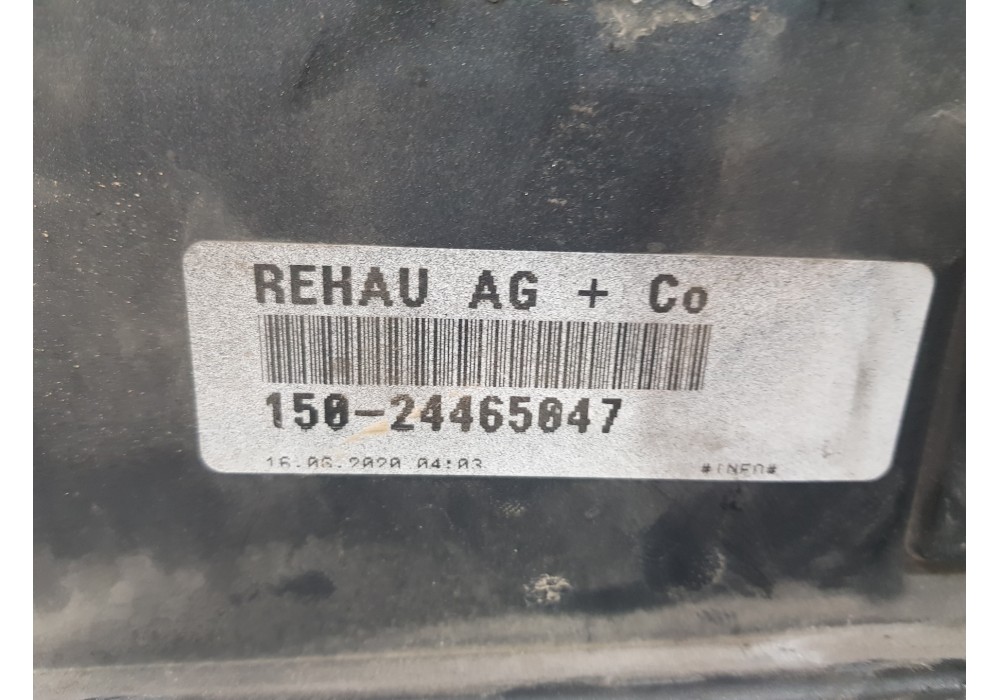 REHAU AG + Co
150-24465047
16.06.2020 04:03 #INFO#